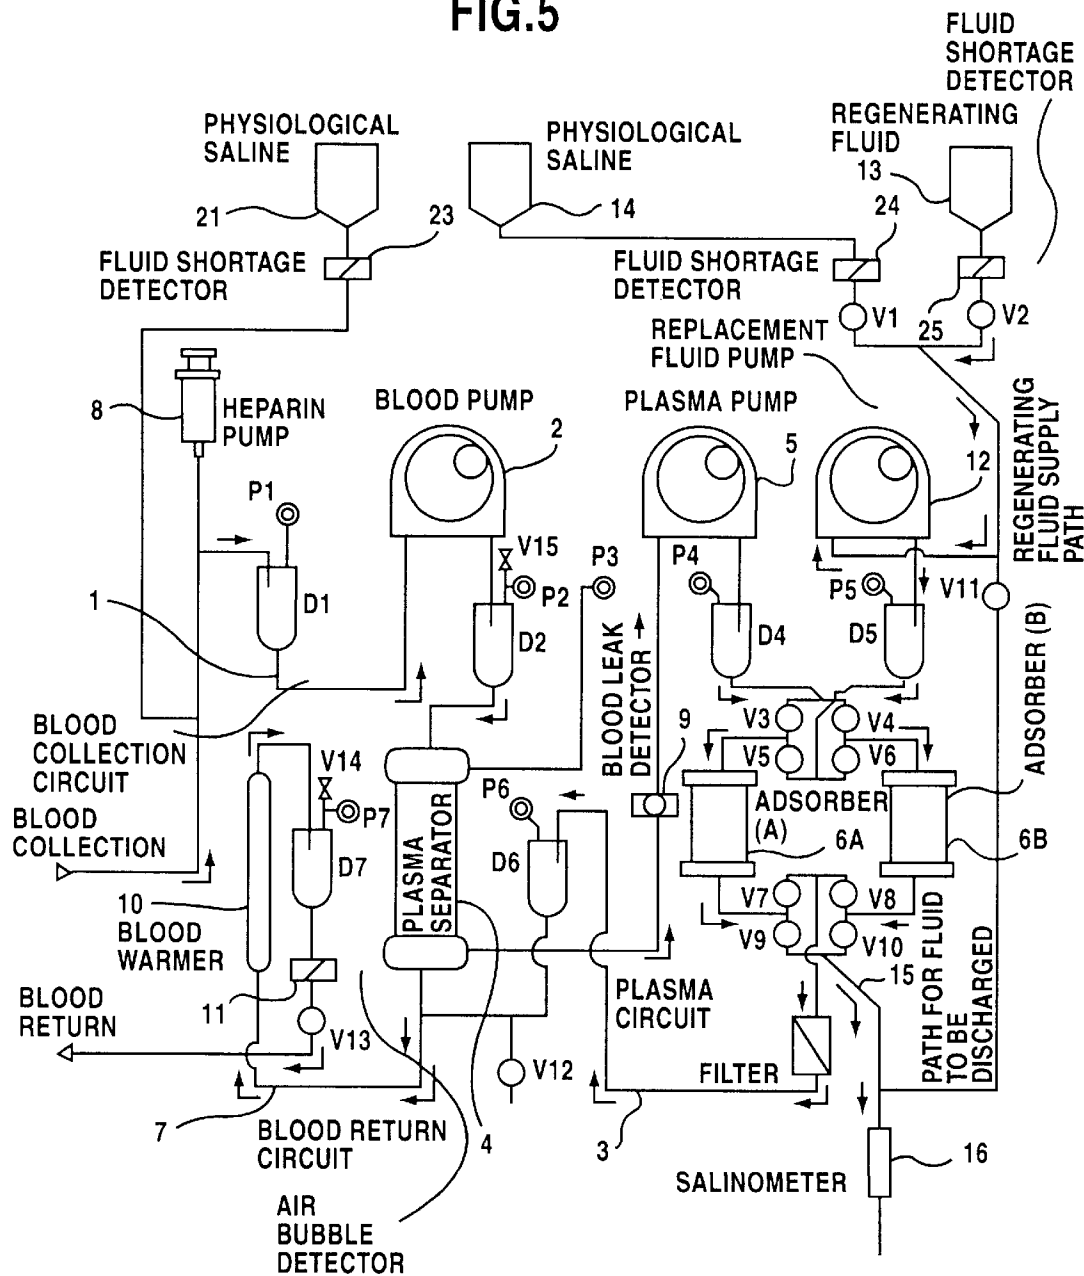 FIG.5
FLUID
SHORTAGE
DETECTOR
PHYSIOLOGICAL
SALINE
21
23
FLUID SHORTAGE
DETECTOR
PHYSIOLOGICAL
SALINE
14
REGENERATING
FLUID
13
24
FLUID SHORTAGE
DETECTOR
V1
25
V2
REPLACEMENT
FLUID PUMP
8
HEPARIN
PUMP
BLOOD PUMP
2
PLASMA PUMP
5
12
REGENERATING
FLUID SUPPLY
PATH
P1
D1
1
V15
P2
D2
P3
P4
D4
P5
D5
V11
BLOOD LEAK
DETECTOR
9
V3
V4
V5
V6
ADSORBER (B)
ADSORBER
(A)
6A
6B
BLOOD
COLLECTION
CIRCUIT
BLOOD
COLLECTION
V14
P7
D7
10
BLOOD
WARMER
PLASMA
SEPARATOR
P6
D6
V7
V8
V9
V10
15
PATH FOR FLUID
TO BE
DISCHARGED
PLASMA
CIRCUIT
BLOOD
RETURN
11
V13
V12
FILTER
7
BLOOD RETURN
CIRCUIT
4
3
16
SALINOMETER
AIR
BUBBLE
DETECTOR